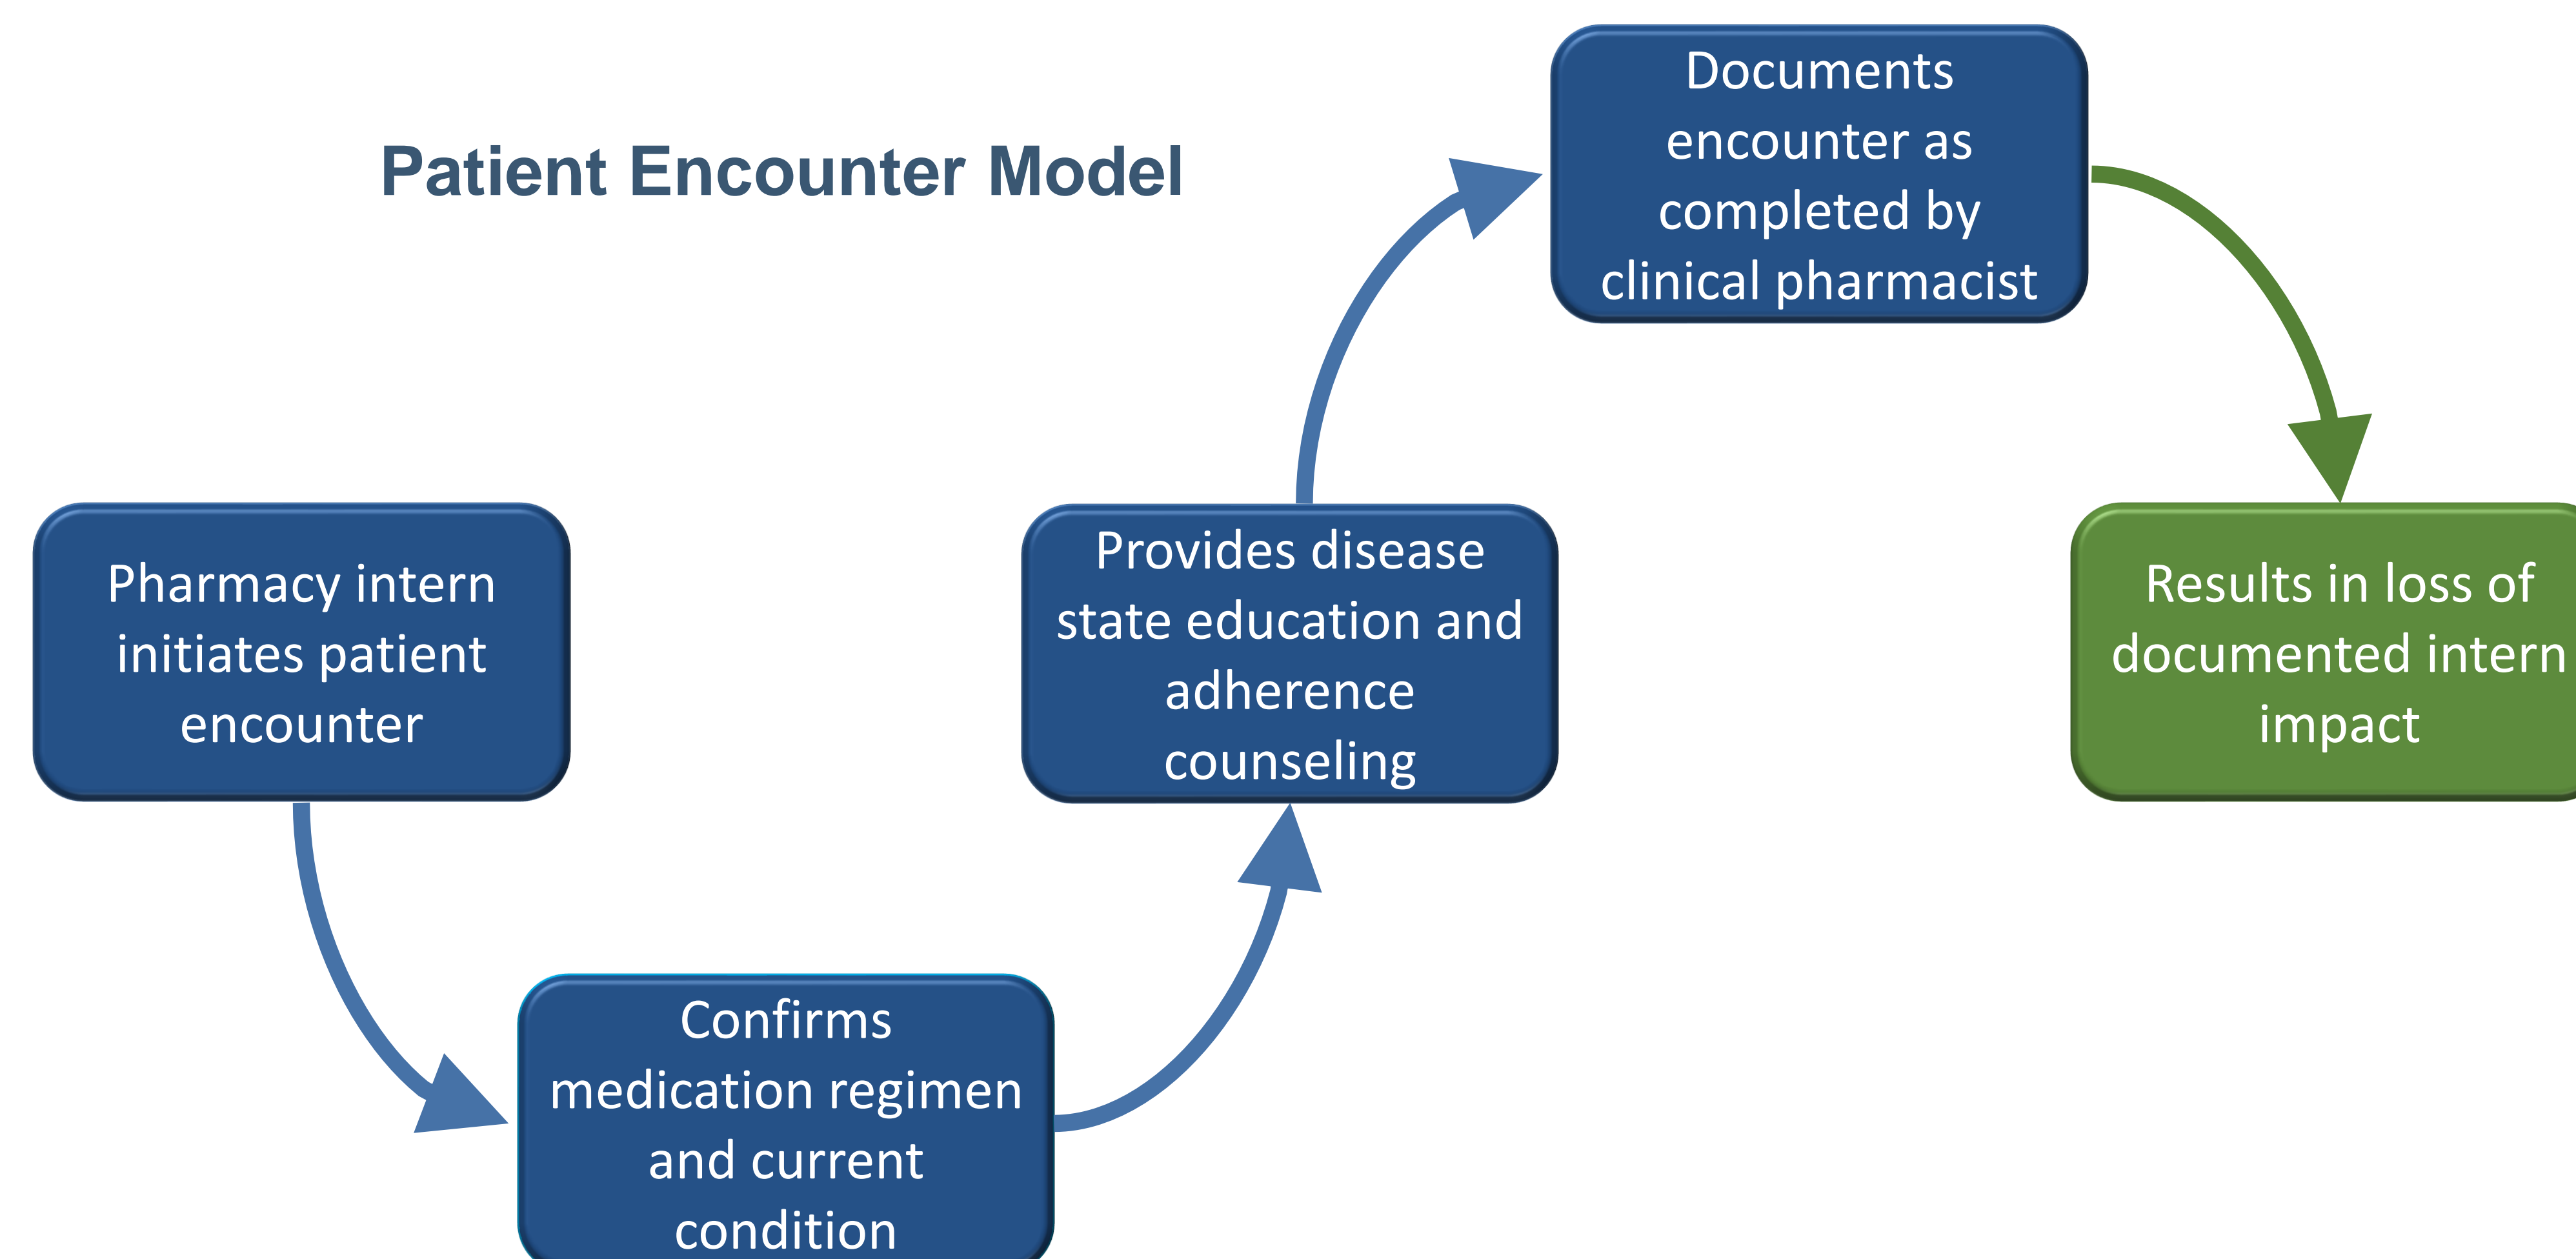 Patient Encounter Model
Pharmacy intern
initiates patient
encounter
Confirms
medication regimen
and current
condition
Provides disease
state education and
adherence
counseling
Documents
encounter as
completed by
clinical pharmacist
Results in loss of
documented intern
impact